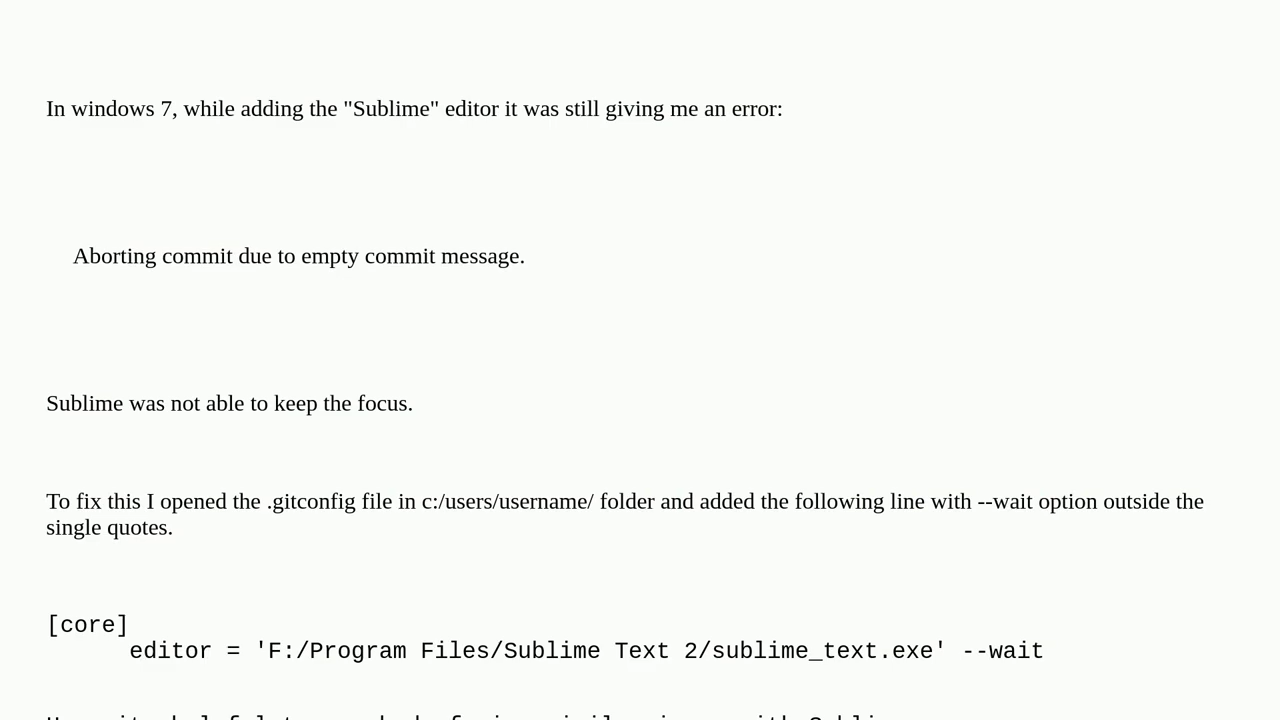 In windows 7, while adding the "Sublime" editor it was still giving me an error:
Aborting commit due to empty commit message.
Sublime was not able to keep the focus.
To fix this I opened the .gitconfig file in c:/users/username/ folder and added the following line with --wait option outside the
single quotes.
[core]
      editor = 'F:/Program Files/Sublime Text 2/sublime_text.exe' --wait